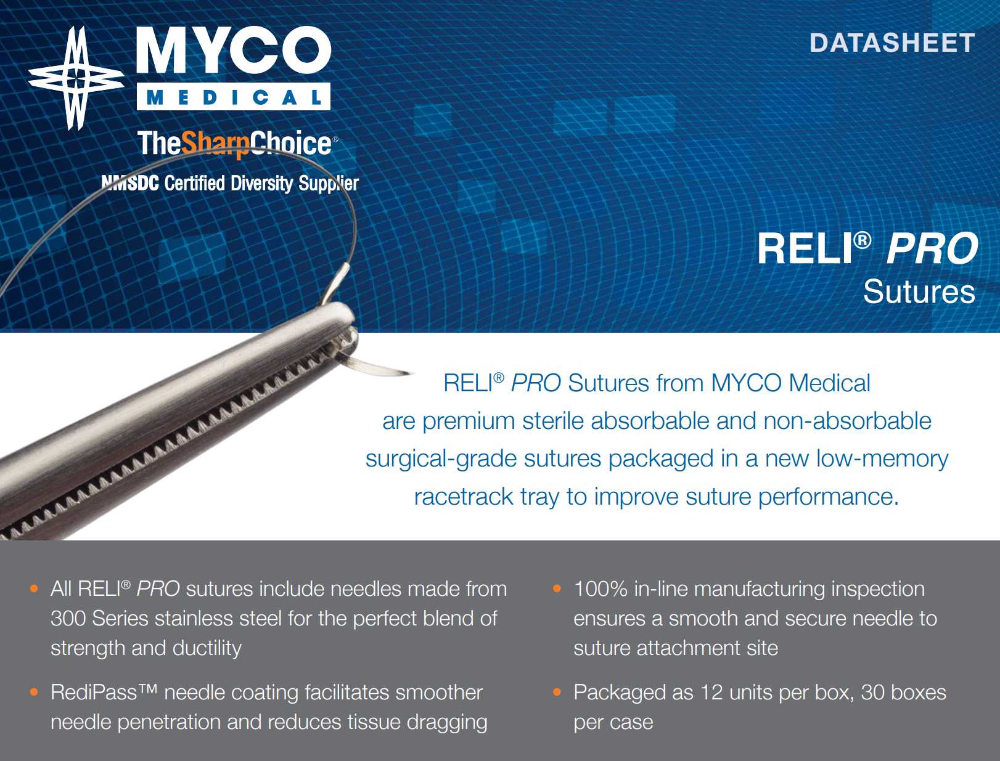 MYCO
MEDICAL
TheSharpChoice®
NMSDC Certified Diversity Supplier
DATASHEET
RELI® PRO
Sutures
RELI® PRO Sutures from MYCO Medical
are premium sterile absorbable and non-absorbable
surgical-grade sutures packaged in a new low-memory
racetrack tray to improve suture performance.
• All RELI® PRO sutures include needles made from
300 Series stainless steel for the perfect blend of
strength and ductility
• RediPass™ needle coating facilitates smoother
needle penetration and reduces tissue dragging
• 100% in-line manufacturing inspection
ensures a smooth and secure needle to
suture attachment site
• Packaged as 12 units per box, 30 boxes
per case